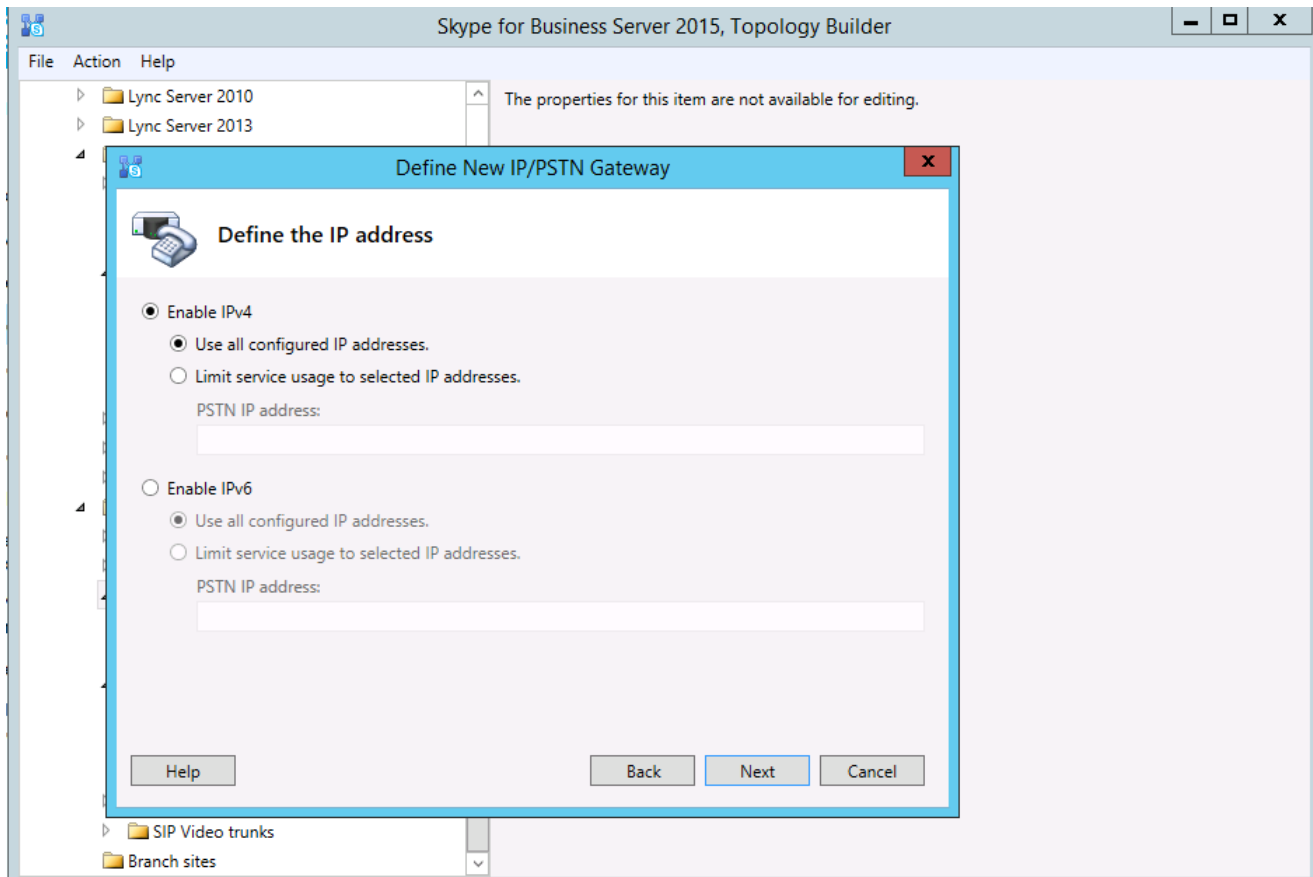 Skype for Business Server 2015, Topology Builder
File Action Help
Lync Server 2010
Lync Server 2013
The properties for this item are not available for editing.
Define New IP/PSTN Gateway
Define the IP address
Enable IPv4
Use all configured IP addresses.
Limit service usage to selected IP addresses.
PSTN IP address:
Enable IPv6
Use all configured IP addresses.
Limit service usage to selected IP addresses.
PSTN IP address:
Help Back Next Cancel
SIP Video trunks
Branch sites